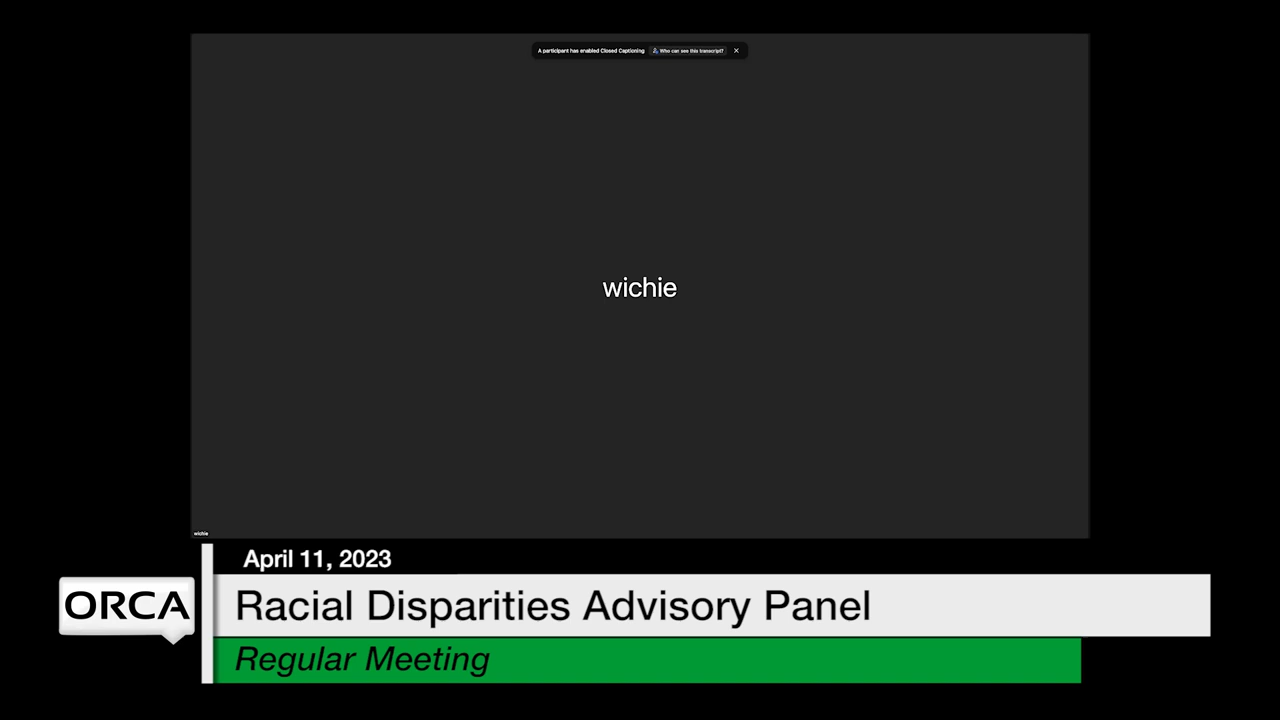 A participant has enabled Closed Captioning Who can see this transcript?
wichie
wichie
April 11, 2023
ORCA
Racial Disparities Advisory Panel
Regular Meeting